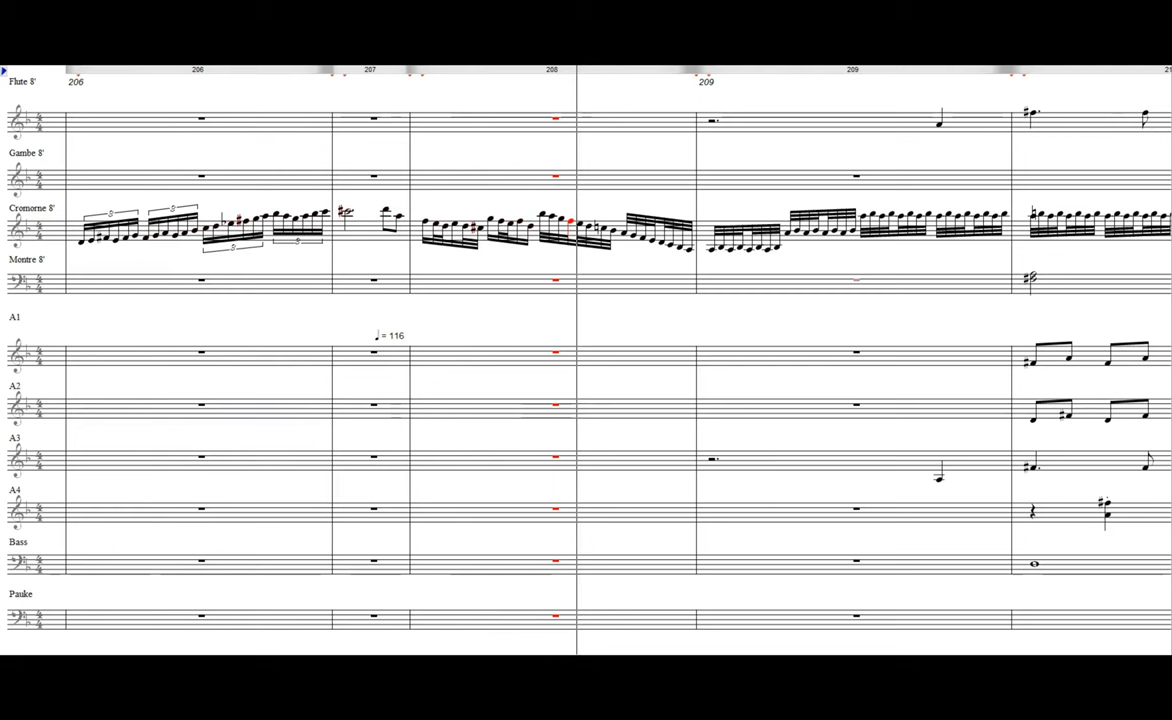 206 207 208 209
206 209
Flute 8'
Gambe 8'
Cromorne 8'
Montre 8'
A1
♩ = 116
A2
A3
A4
Bass
Pauke